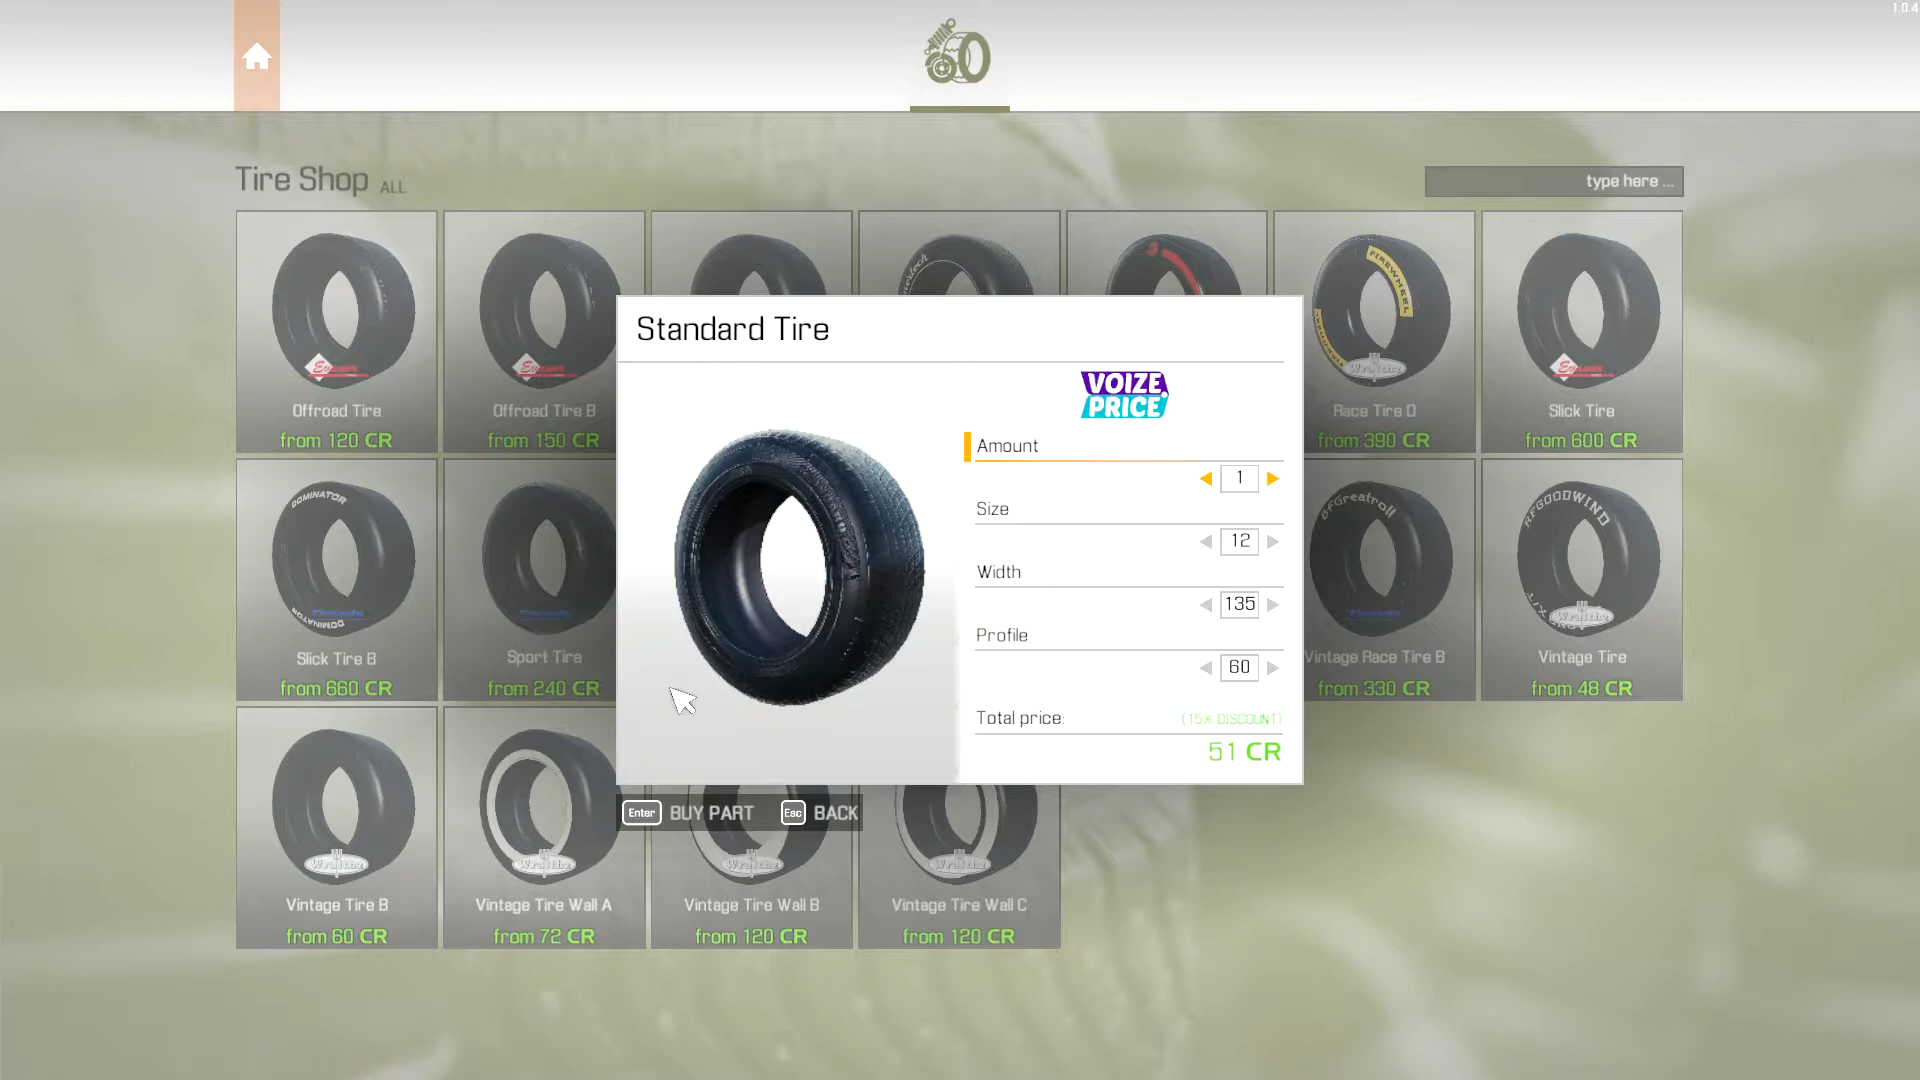 1.0.4
Tire Shop ALL
type here ...
Offroad Tire
from 120 CR
Offroad Tire B
from 150 CR
FIREWHEEL
Race Tire D
from 390 CR
Slick Tire
from 600 CR
Standard Tire
VOIZE.
PRICE
Amount
1
Size
12
Width
135
Profile
60
Total price:
(15% DISCOUNT)
51 CR
DOMINATOR
DOMINATOR
Slick Tire B
from 660 CR
Sport Tire
from 240 CR
BFGreatroll
Vintage Race Tire B
from 330 CR
RFGOODWIND
Vintage Tire
from 48 CR
Enter BUY PART Esc BACK
Vintage Tire B
from 60 CR
Vintage Tire Wall A
from 72 CR
Vintage Tire Wall B
from 120 CR
Vintage Tire Wall C
from 120 CR